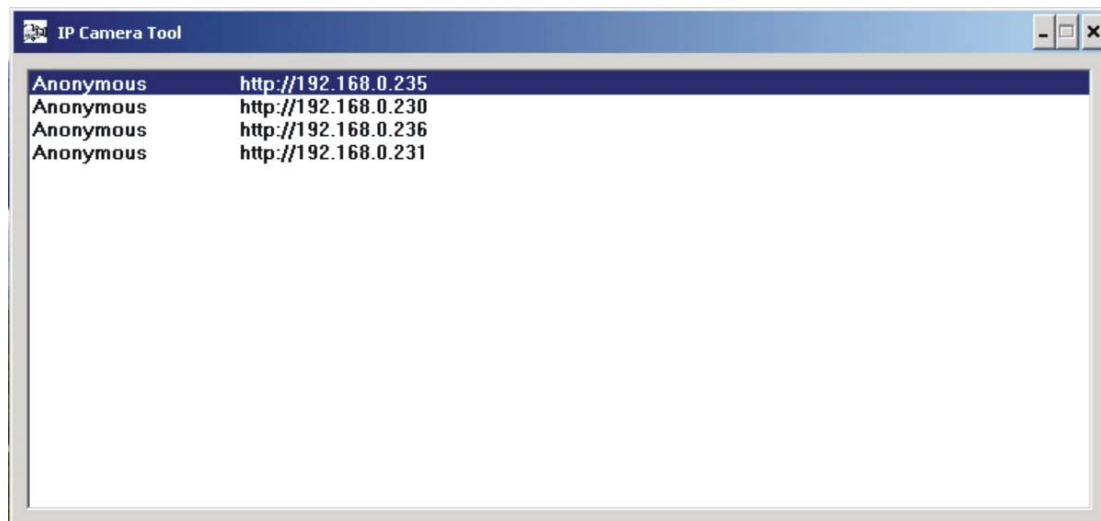 IP Camera Tool
Anonymous http://192.168.0.235
Anonymous http://192.168.0.230
Anonymous http://192.168.0.236
Anonymous http://192.168.0.231